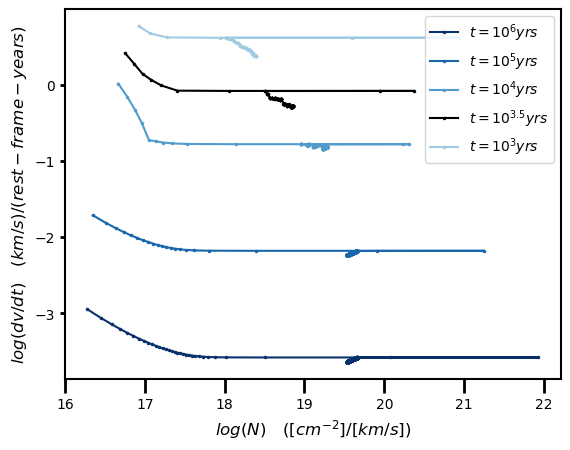 log(dv/dt) (km/s)/(rest−frame−years)
0
−1
−2
−3
t = 10^6 yrs
t = 10^5 yrs
t = 10^4 yrs
t = 10^3.5 yrs
t = 10^3 yrs
16 17 18 19 20 21 22
log(N) ([cm^−2]/[km/s])